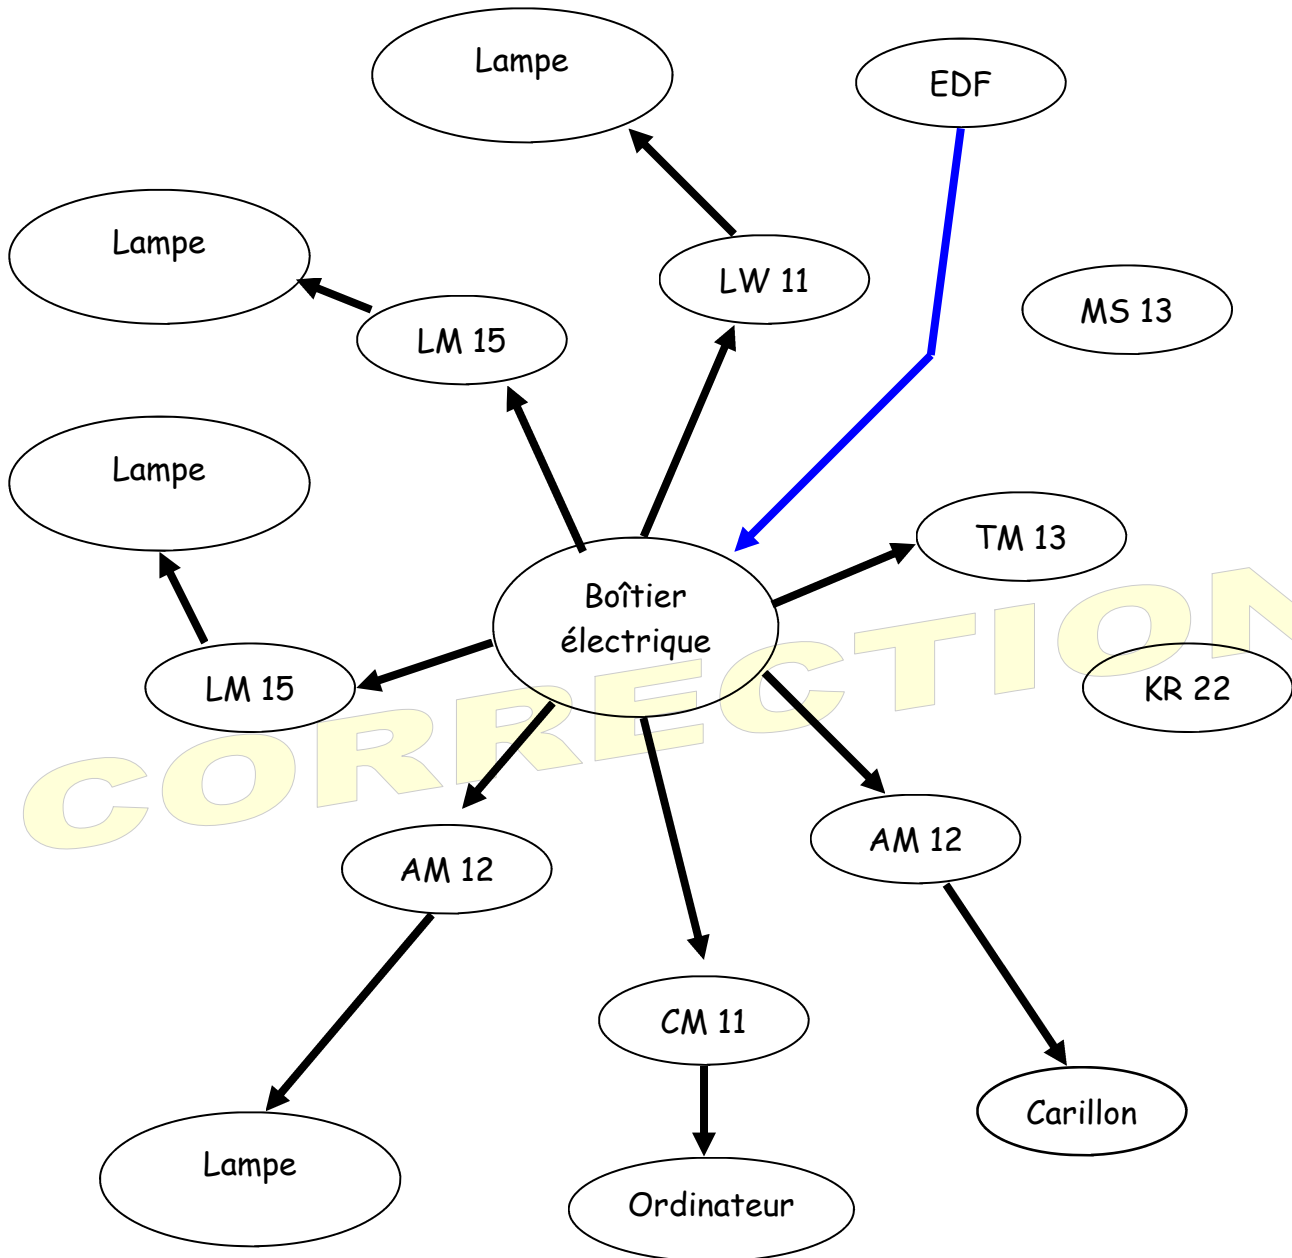 Lampe
EDF
Lampe
LW 11
MS 13
LM 15
Lampe
TM 13
Boîtier
électrique
LM 15
KR 22
CORRECTION
AM 12
AM 12
CM 11
Carillon
Lampe
Ordinateur